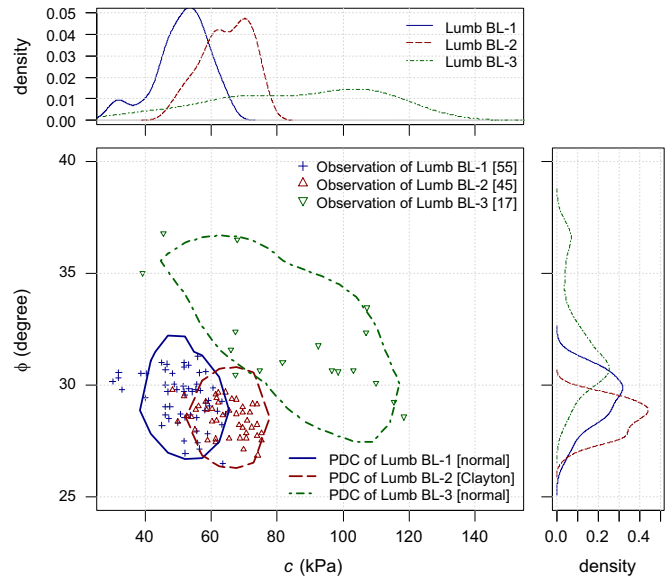 density
0.05
0.04
0.03
0.02
0.01
0.00
Lumb BL-1
Lumb BL-2
Lumb BL-3
40
35
30
25
ϕ (degree)
Observation of Lumb BL-1 [55]
Observation of Lumb BL-2 [45]
Observation of Lumb BL-3 [17]
PDC of Lumb BL-1 [normal]
PDC of Lumb BL-2 [Clayton]
PDC of Lumb BL-3 [normal]
40 60 80 100 120 140
c (kPa)
0.0 0.2 0.4
density